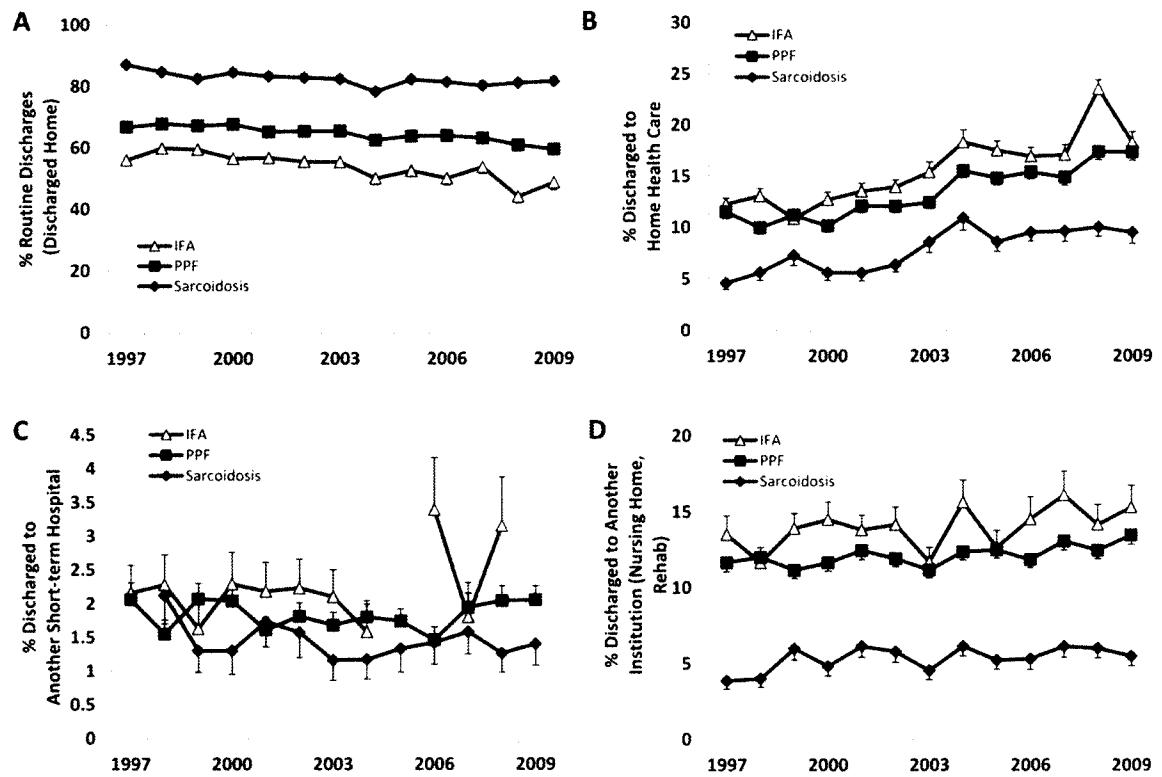 A
% Routine Discharges
(Discharged Home)
100
80
60
40
20
0
IFA
PPF
Sarcoidosis
1997 2000 2003 2006 2009
B
% Discharged to
Home Health Care
30
25
20
15
10
5
0
IFA
PPF
Sarcoidosis
1997 2000 2003 2006 2009
C
% Discharged to
Another Short-term Hospital
4.5
4
3.5
3
2.5
2
1.5
1
0.5
0
IFA
PPF
Sarcoidosis
1997 2000 2003 2006 2009
D
% Discharged to Another
Institution (Nursing Home,
Rehab)
20
15
10
5
0
IFA
PPF
Sarcoidosis
1997 2000 2003 2006 2009